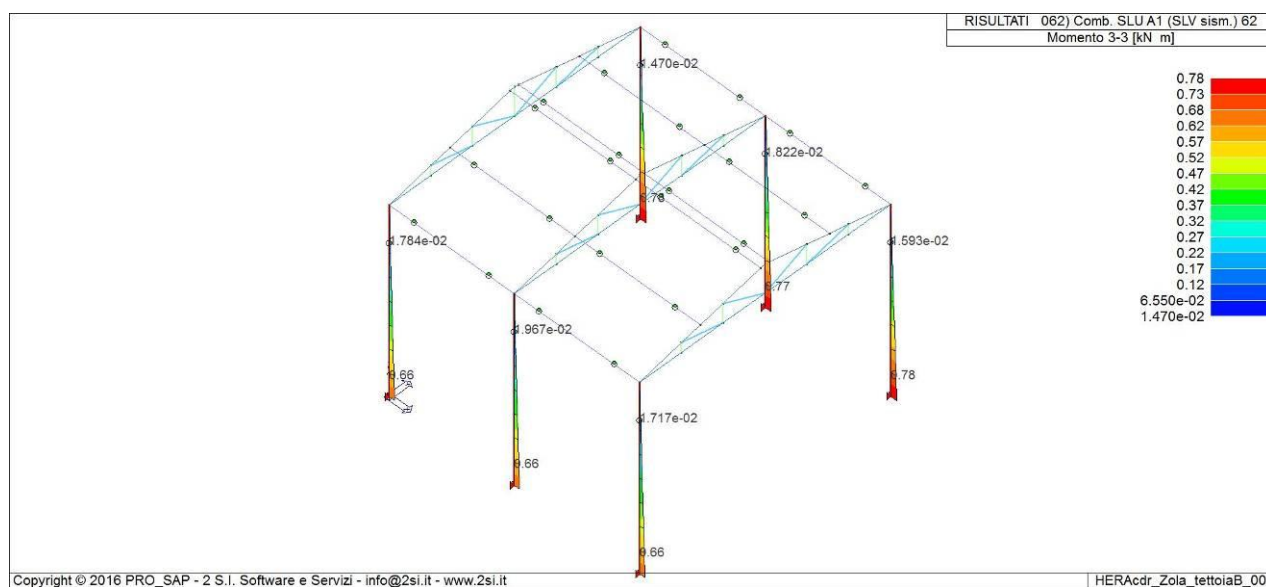 RISULTATI 062) Comb. SLU A1 (SLV sism.) 62
Momento 3-3 [kN m]
1.470e-02
0.78
0.73
0.68
0.62
0.57
0.52
0.47
0.42
0.37
0.32
0.27
0.22
0.17
0.12
6.550e-02
1.470e-02
1.822e-02
0.78
1.784e-02
1.593e-02
0.77
1.967e-02
0.66
0.78
1.717e-02
0.66
0.66
Copyright © 2016 PRO_SAP - 2 S.I. Software e Servizi - info@2si.it - www.2si.it
HERAcdr_Zola_tettoiaB_00